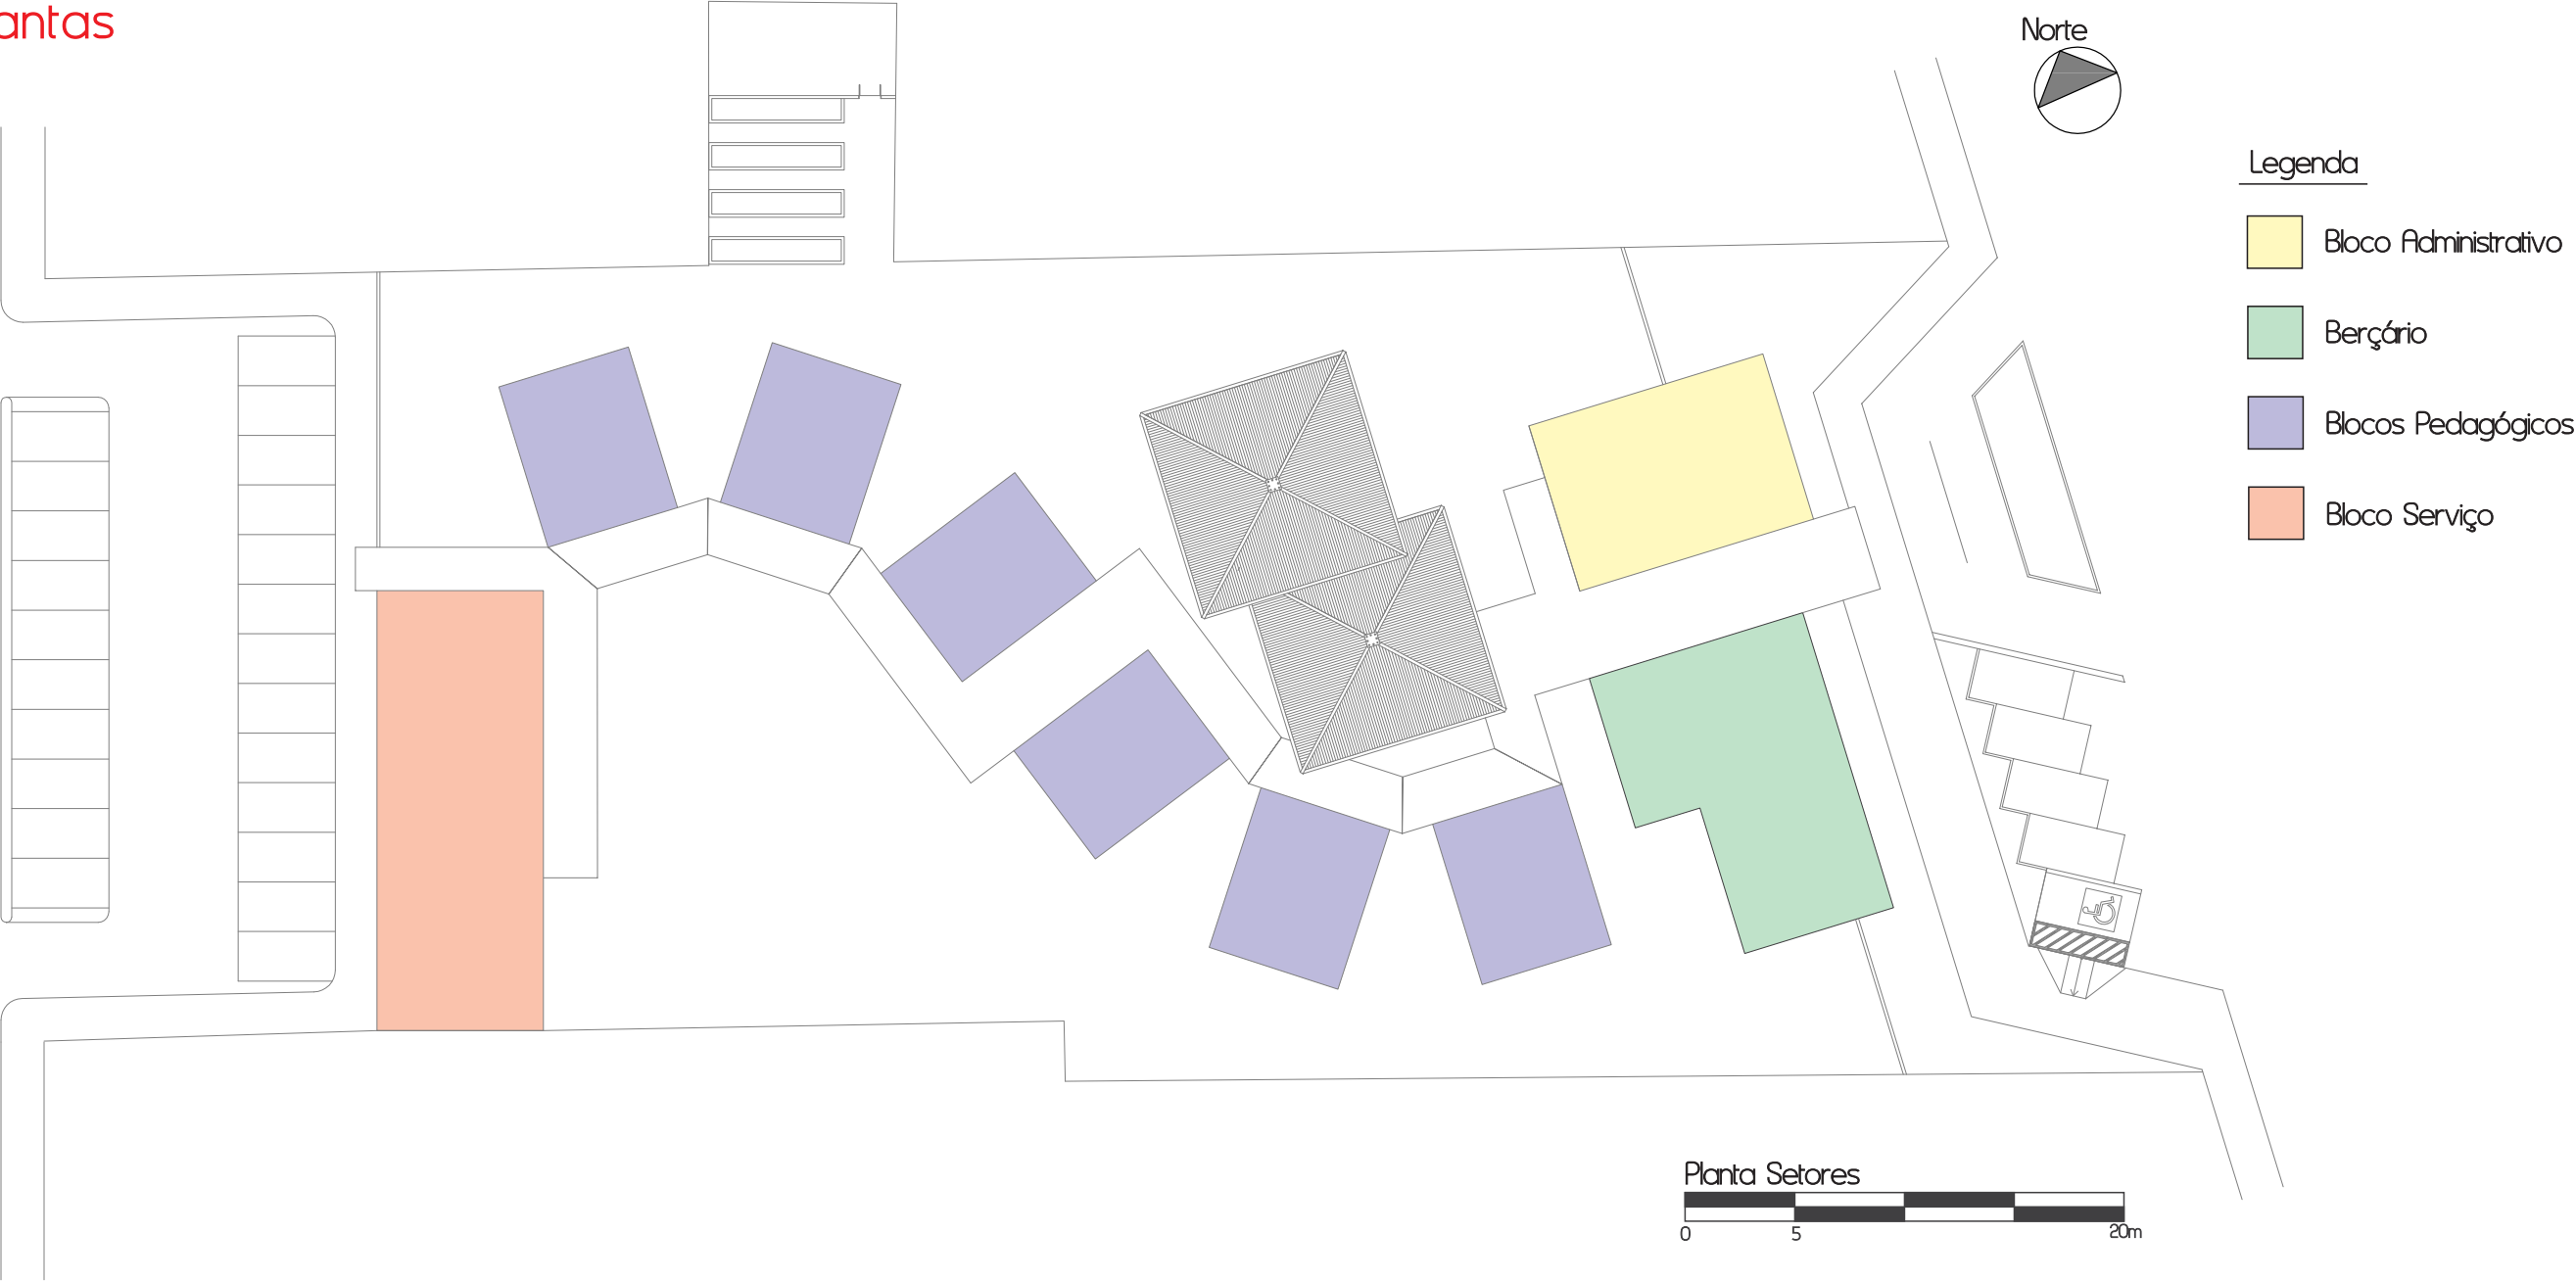 antas
Norte
Legenda
Bloco Administrativo
Berçário
Blocos Pedagógicos
Bloco Serviço
Planta Setores
0 5 20m